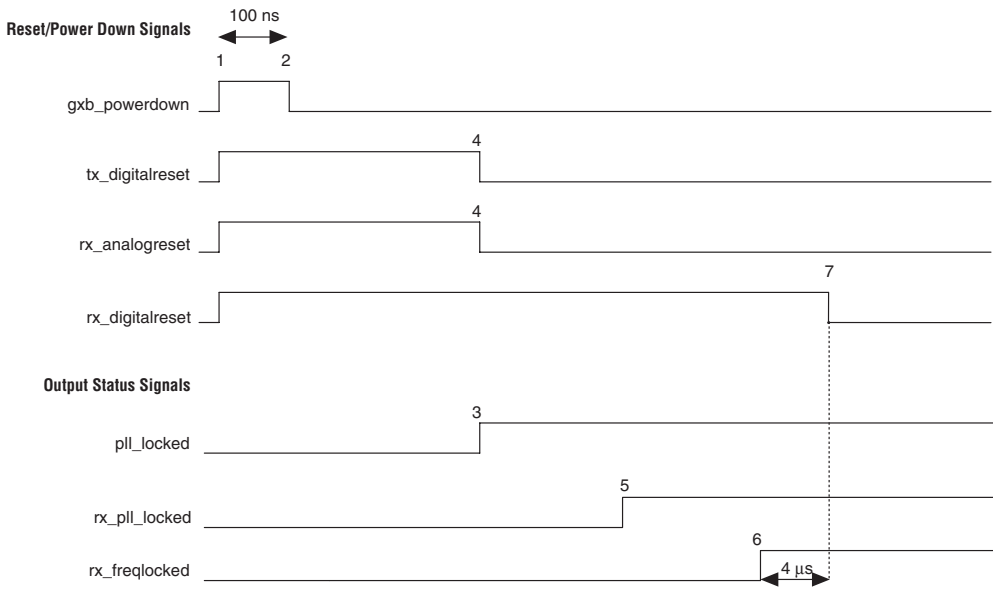 100 ns
Reset/Power Down Signals
1 2
gxb_powerdown
4
tx_digitalreset
4
rx_analogreset
7
rx_digitalreset
Output Status Signals
3
pll_locked
5
rx_pll_locked
6
rx_freqlocked
4 μs